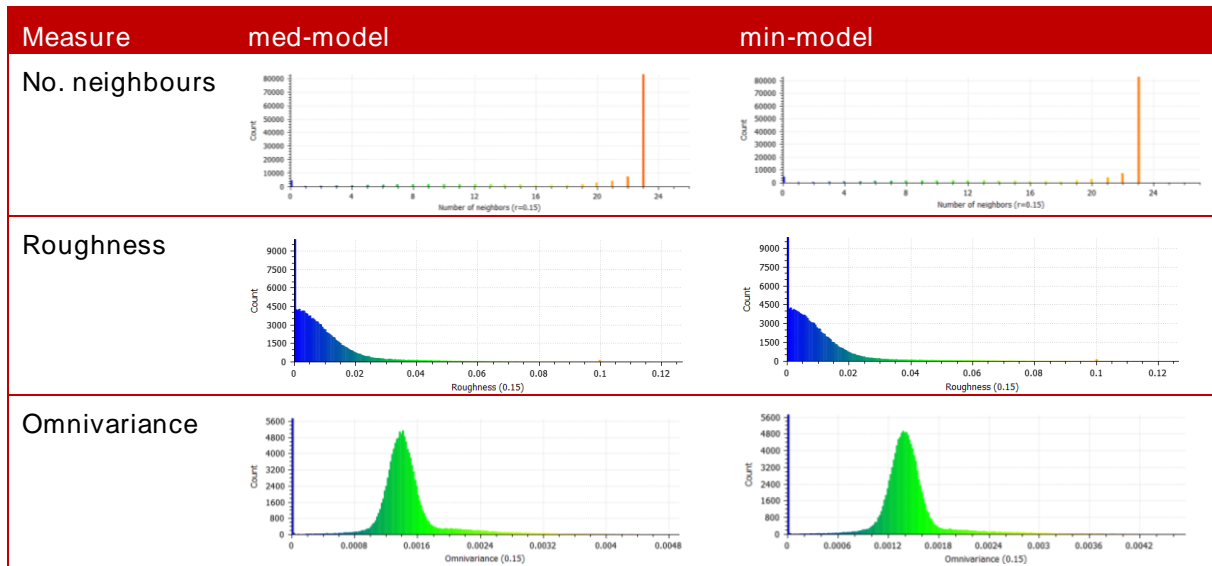 Measure med-model min-model
No. neighbours
80000
70000
60000
50000
40000
30000
20000
10000
0
Count
0 4 8 12 16 20 24
Number of neighbors (r=0.15)
80000
70000
60000
50000
40000
30000
20000
10000
0
Count
0 4 8 12 16 20 24
Number of neighbors (r=0.15)
Roughness
9000
7500
6000
4500
3000
1500
0
Count
0 0.02 0.04 0.06 0.08 0.1 0.12
Roughness (0.15)
9000
7500
6000
4500
3000
1500
0
Count
0 0.02 0.04 0.06 0.08 0.1 0.12
Roughness (0.15)
Omnivariance
5600
4800
4000
3200
2400
1600
800
0
Count
0 0.0008 0.0016 0.0024 0.0032 0.004 0.0048
Omnivariance (0.15)
5600
4800
4000
3200
2400
1600
800
0
Count
0 0.0006 0.0012 0.0018 0.0024 0.003 0.0036 0.0042
Omnivariance (0.15)